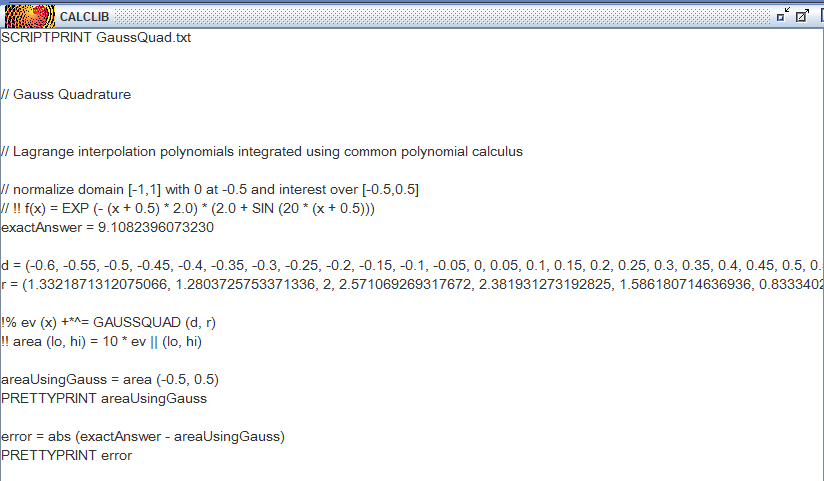 CALCLIB
SCRIPTPRINT GaussQuad.txt
// Gauss Quadrature
// Lagrange interpolation polynomials integrated using common polynomial calculus
// normalize domain [-1,1] with 0 at -0.5 and interest over [-0.5,0.5]
// !! f(x) = EXP (- (x + 0.5) * 2.0) * (2.0 + SIN (20 * (x + 0.5)))
exactAnswer = 9.1082396073230
d = (-0.6, -0.55, -0.5, -0.45, -0.4, -0.35, -0.3, -0.25, -0.2, -0.15, -0.1, -0.05, 0, 0.05, 0.1, 0.15, 0.2, 0.25, 0.3, 0.35, 0.4, 0.45, 0.5, 0.
r = (1.3321871312075066, 1.2803725753371336, 2, 2.571069269317672, 2.381931273192825, 1.586180714636936, 0.8333402
!% ev (x) +*^= GAUSSQUAD (d, r)
!! area (lo, hi) = 10 * ev || (lo, hi)
areaUsingGauss = area (-0.5, 0.5)
PRETTYPRINT areaUsingGauss
error = abs (exactAnswer - areaUsingGauss)
PRETTYPRINT error